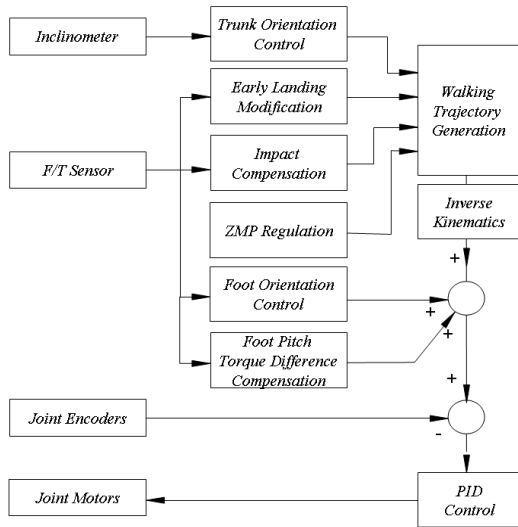 Inclinometer
Trunk Orientation
Control
Early Landing
Modification
Walking
Trajectory
Generation
F/T Sensor
Impact
Compensation
ZMP Regulation
Inverse
Kinematics
+
Foot Orientation
Control
+
+
Foot Pitch
Torque Difference
Compensation
+
Joint Encoders
-
Joint Motors
PID
Control